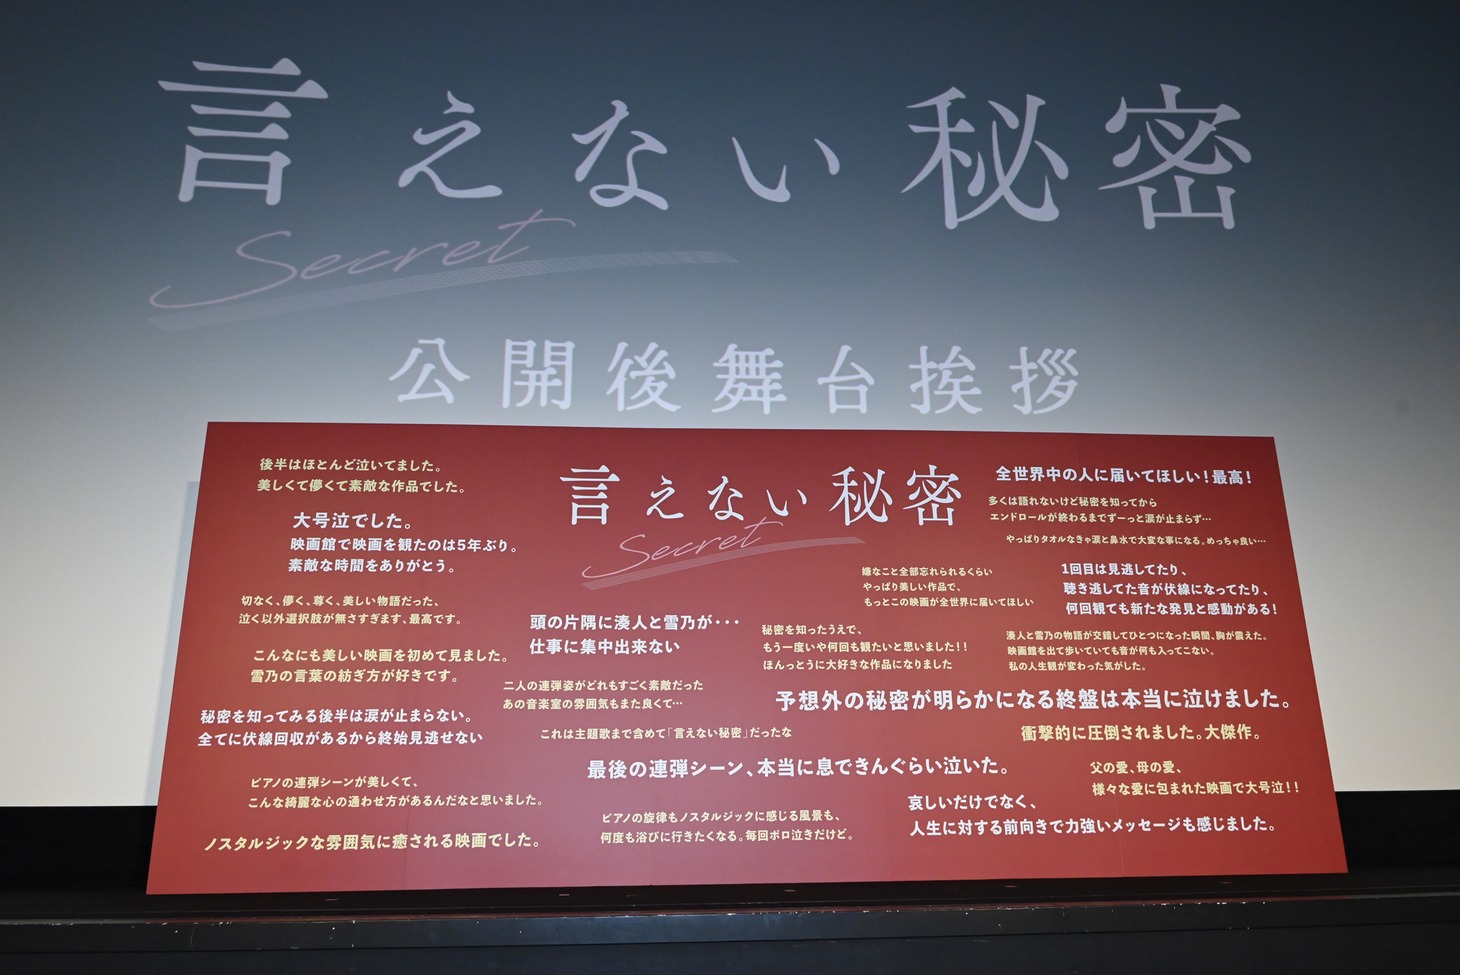 言えない秘密
Secret
公開後舞台挨拶
言えない秘密
Secret
後半はほとんど泣いてました。
美しくて儚くて素敵な作品でした。
大号泣でした。
映画館で映画を観たのは5年ぶり。
素敵な時間をありがとう。
切なく、儚く、尊く、美しい物語だった、
泣く以外選択肢が無さすぎます、最高です。
こんなにも美しい映画を初めて見ました。
雪乃の言葉の紡ぎ方が好きです。
秘密を知ってみる後半は涙が止まらない。
全てに伏線回収があるから終始見逃せない
ピアノの連弾シーンが美しくて、
こんな綺麗な心の通わせ方があるんだなと思いました。
ノスタルジックな雰囲気に癒される映画でした。
頭の片隅に湊人と雪乃が・・・
仕事に集中出来ない
二人の連弾姿がどれもすごく素敵だった
あの音楽室の雰囲気もまた良くて…
これは主題歌まで含めて「言えない秘密」だったな
最後の連弾シーン、本当に息できんぐらい泣いた。
ピアノの旋律もノスタルジックに感じる風景も、
何度も浴びに行きたくなる。毎回ボロ泣きだけど。
全世界中の人に届いてほしい！最高！
多くは語れないけど秘密を知ってから
エンドロールが終わるまでずーっと涙が止まらず…
やっぱりタオルなきゃ涙と鼻水で大変な事になる。めっちゃ良い…
嫌なこと全部忘れられるくらい
やっぱり美しい作品で、
もっとこの映画が全世界に届いてほしい
1回目は見逃してたり、
聴き逃してた音が伏線になってたり、
何回観ても新たな発見と感動がある！
秘密を知ったうえで、
もう一度いや何回も観たいと思いました！！
ほんっとうに大好きな作品になりました
湊人と雪乃の物語が交錯してひとつになった瞬間、胸が震えた。
映画館を出て歩いていても音が何も入ってこない。
私の人生観が変わった気がした。
予想外の秘密が明らかになる終盤は本当に泣けました。
衝撃的に圧倒されました。大傑作。
父の愛、母の愛、
様々な愛に包まれた映画で大号泣！！
哀しいだけでなく、
人生に対する前向きで力強いメッセージも感じました。